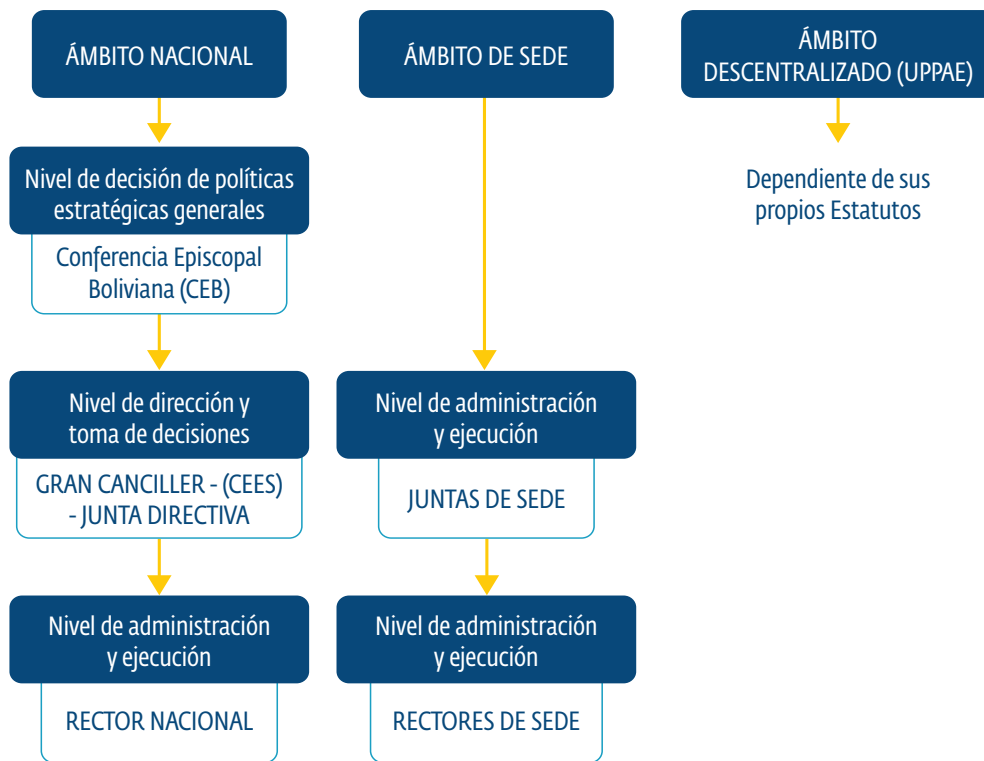 ÁMBITO NACIONAL
Nivel de decisión de políticas
estratégicas generales
Conferencia Episcopal
Boliviana (CEB)
Nivel de dirección y
toma de decisiones
GRAN CANCILLER - (CEES)
- JUNTA DIRECTIVA
Nivel de administración
y ejecución
RECTOR NACIONAL
ÁMBITO DE SEDE
Nivel de administración
y ejecución
JUNTAS DE SEDE
Nivel de administración
y ejecución
RECTORES DE SEDE
ÁMBITO
DESCENTRALIZADO (UPPAE)
Dependiente de sus
propios Estatutos